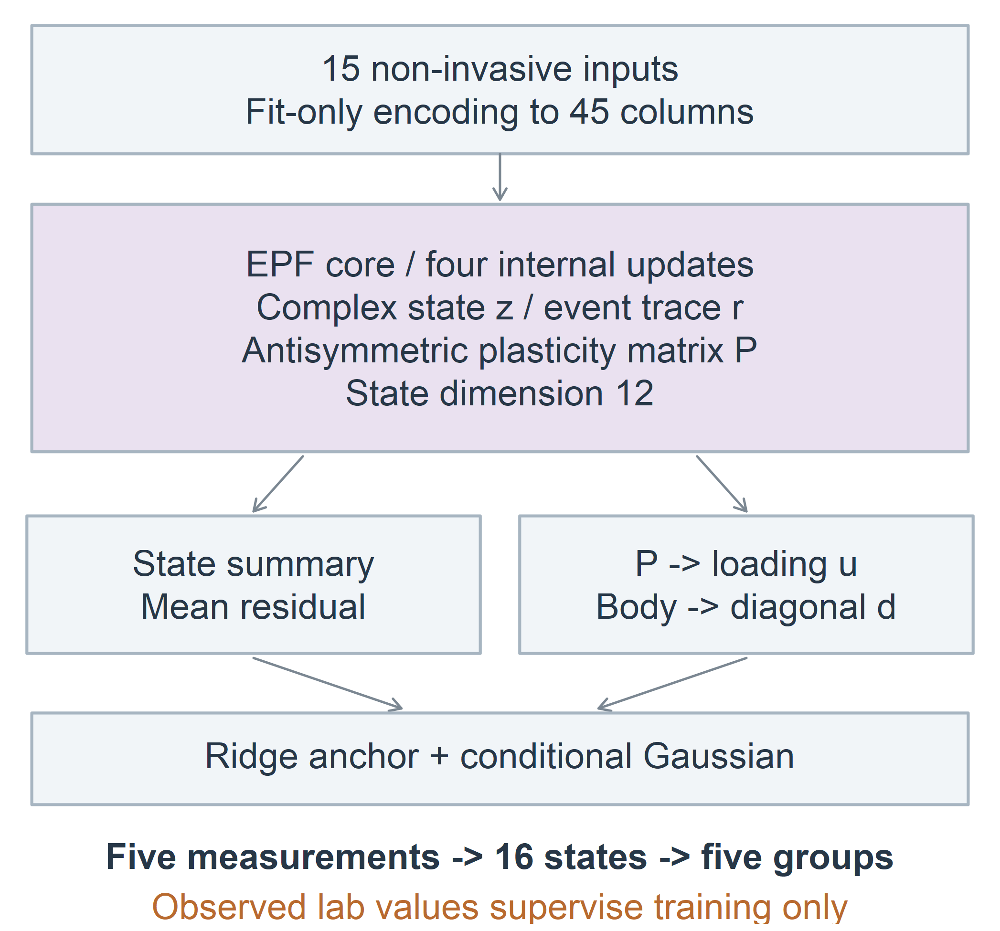 15 non-invasive inputs
Fit-only encoding to 45 columns
EPF core / four internal updates
Complex state z / event trace r
Antisymmetric plasticity matrix P
State dimension 12
State summary
Mean residual
P -> loading u
Body -> diagonal d
Ridge anchor + conditional Gaussian
Five measurements -> 16 states -> five groups
Observed lab values supervise training only